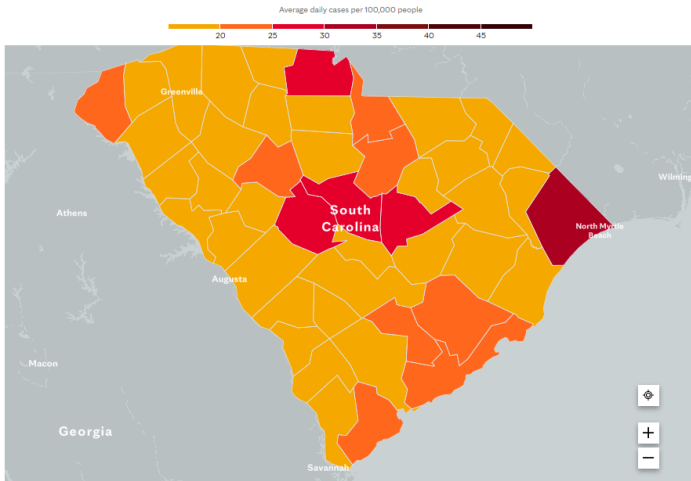 Average daily cases per 100,000 people
20 25 30 35 40 45
Greenville
Wilming
Athens
South
Carolina
North Myrtle
Beach
Augusta
Macon
Georgia
Savannah